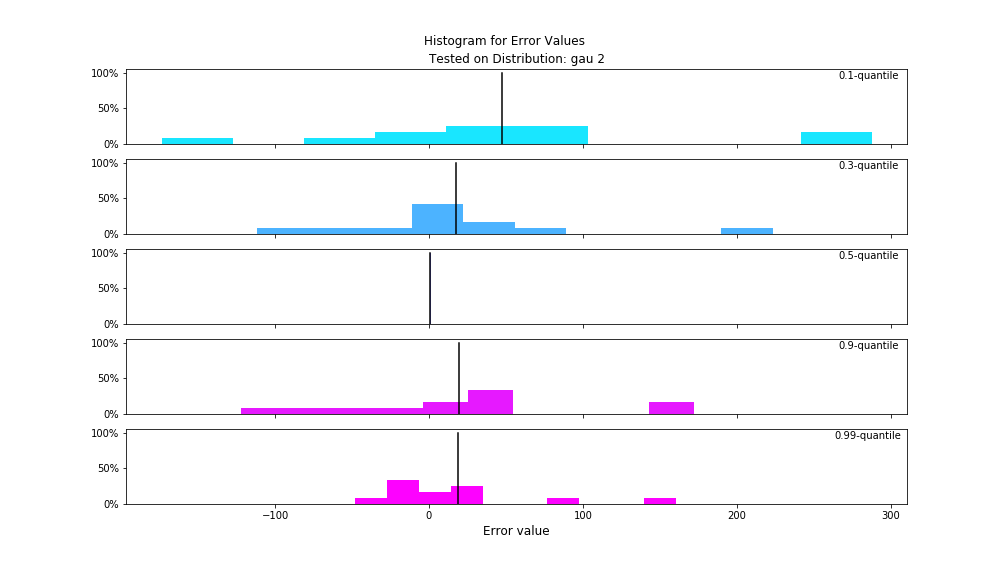 Histogram for Error Values
Tested on Distribution: gau 2
100%
0.1-quantile
50%
0%
100%
0.3-quantile
50%
0%
100%
0.5-quantile
50%
0%
100%
0.9-quantile
50%
0%
100%
0.99-quantile
50%
0%
−100 0 100 200 300
Error value